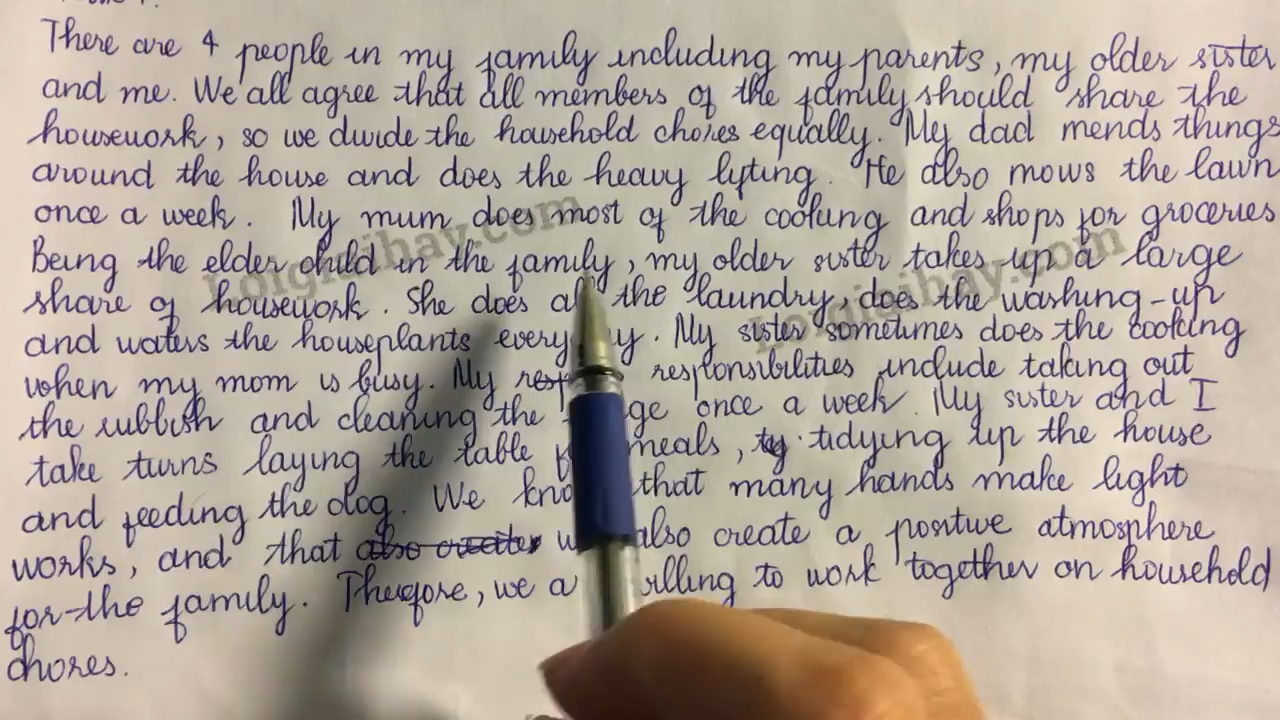 There are 4 people in my family including my parents, my older sister
and me. We all agree that all members of the family should share the
housework, so we divide the household chores equally. My dad mends things
around the house and does the heavy lifting. He also mows the lawn
once a week. My mum does most of the cooking and shops for groceries
Being the elder child in the family, my older sister takes up a large
share of housework. She does all the laundry, does the washing-up
and waters the houseplants every
My sister sometimes does the cooking
when my mom is busy. My resp responsibilities include taking out
the rubbish and cleaning the once a week. My sister and I
take turns laying the table meals, ty tidying up the house
and feeding the dog. We that many hands make light
works, and that also create a positive atmosphere
for the family. Therefore, we to work together on household
chores.
loigiaihay.com
loigiaihay.com